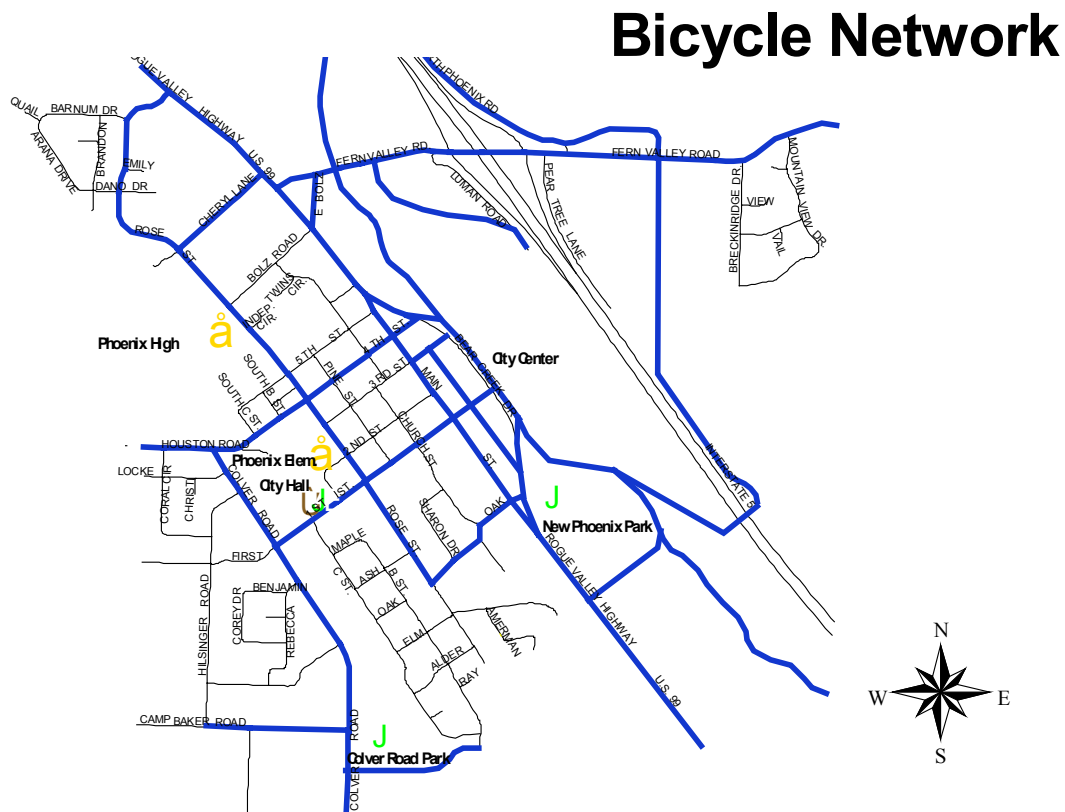 Bicycle Network
OGUE VALLEY HIGHWAY U.S. 99
TH PHOENIX RD
QUAIL
BARNUM DR
BRANDON
ARANA DRIVE
EMILY
DANO DR
FERN VALLEY RD
FERN VALLEY ROAD
MOUNTAIN VIEW DR.
CHERYL LANE
E BOLZ
LUMAN ROAD
PEAR TREE LANE
BRECKINRIDGE DR.
VIEW
VAIL
ROSE ST
BOLZ ROAD
TWINS CIR.
INDEP. CIR.
å
Phoenix High
5TH ST
4TH ST
City Center
SOUTH B ST
PINE ST
3RD ST
MAIN ST
BEAR CREEK DR
SOUTH C ST.
CHURCH ST
2ND ST
HOUSTON ROAD
å
Phoenix Elem.
LOCKE
CORAL CIR
CHRISTI
COLVER ROAD
City Hall
J
1ST ST
INTERSTATE 5
ROSE ST
SHARON DR
OAK
J
New Phoenix Park
FIRST
MAPLE
C ST.
ASH
B ST
OAK
ROGUE VALLEY HIGHWAY
BENJAMIN
HILSINGER ROAD
COREY DR
REBECCA
AMERMAN
ELM
ALDER
RAY
U.S. 99
CAMP BAKER ROAD
COLVER ROAD
J
Colver Road Park
N
W
E
S